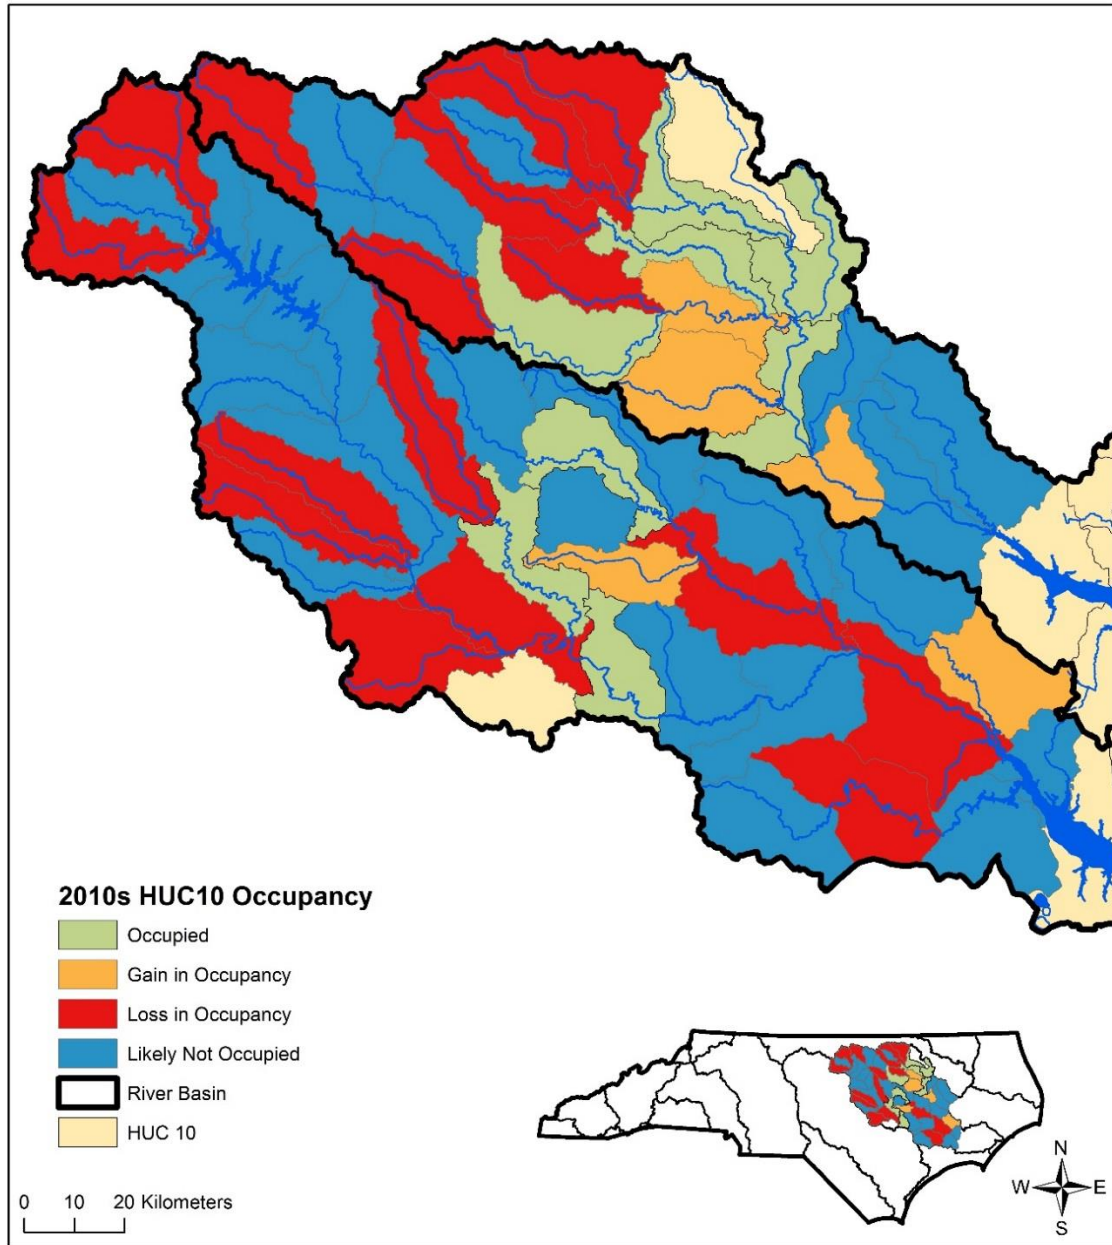 2010s HUC10 Occupancy
Occupied
Gain in Occupancy
Loss in Occupancy
Likely Not Occupied
River Basin
HUC 10
0 10 20 Kilometers
N
W E
S